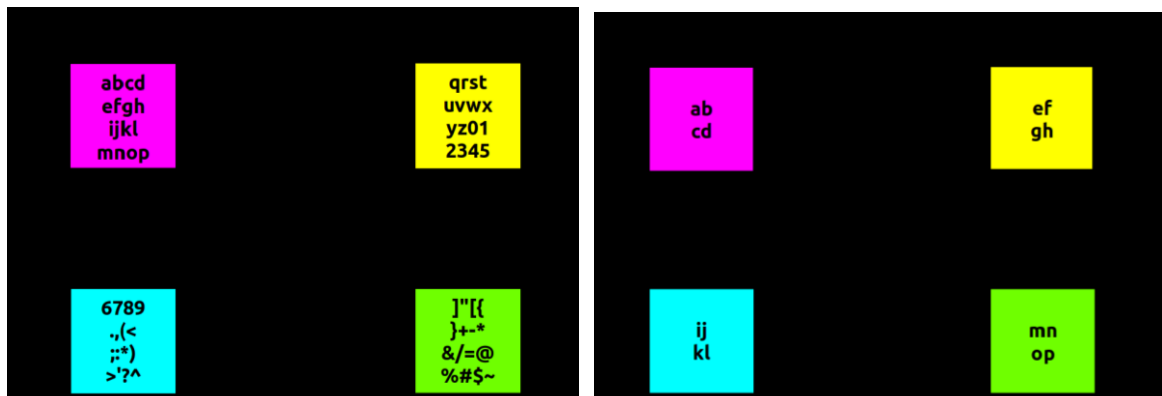 abcd
efgh
ijkl
mnop
qrst
uvwx
yz01
2345
6789
.,(<
;:*)
>'?^
]"[{
}+-*
&/=@
%#$~
ab
cd
ef
gh
ij
kl
mn
op